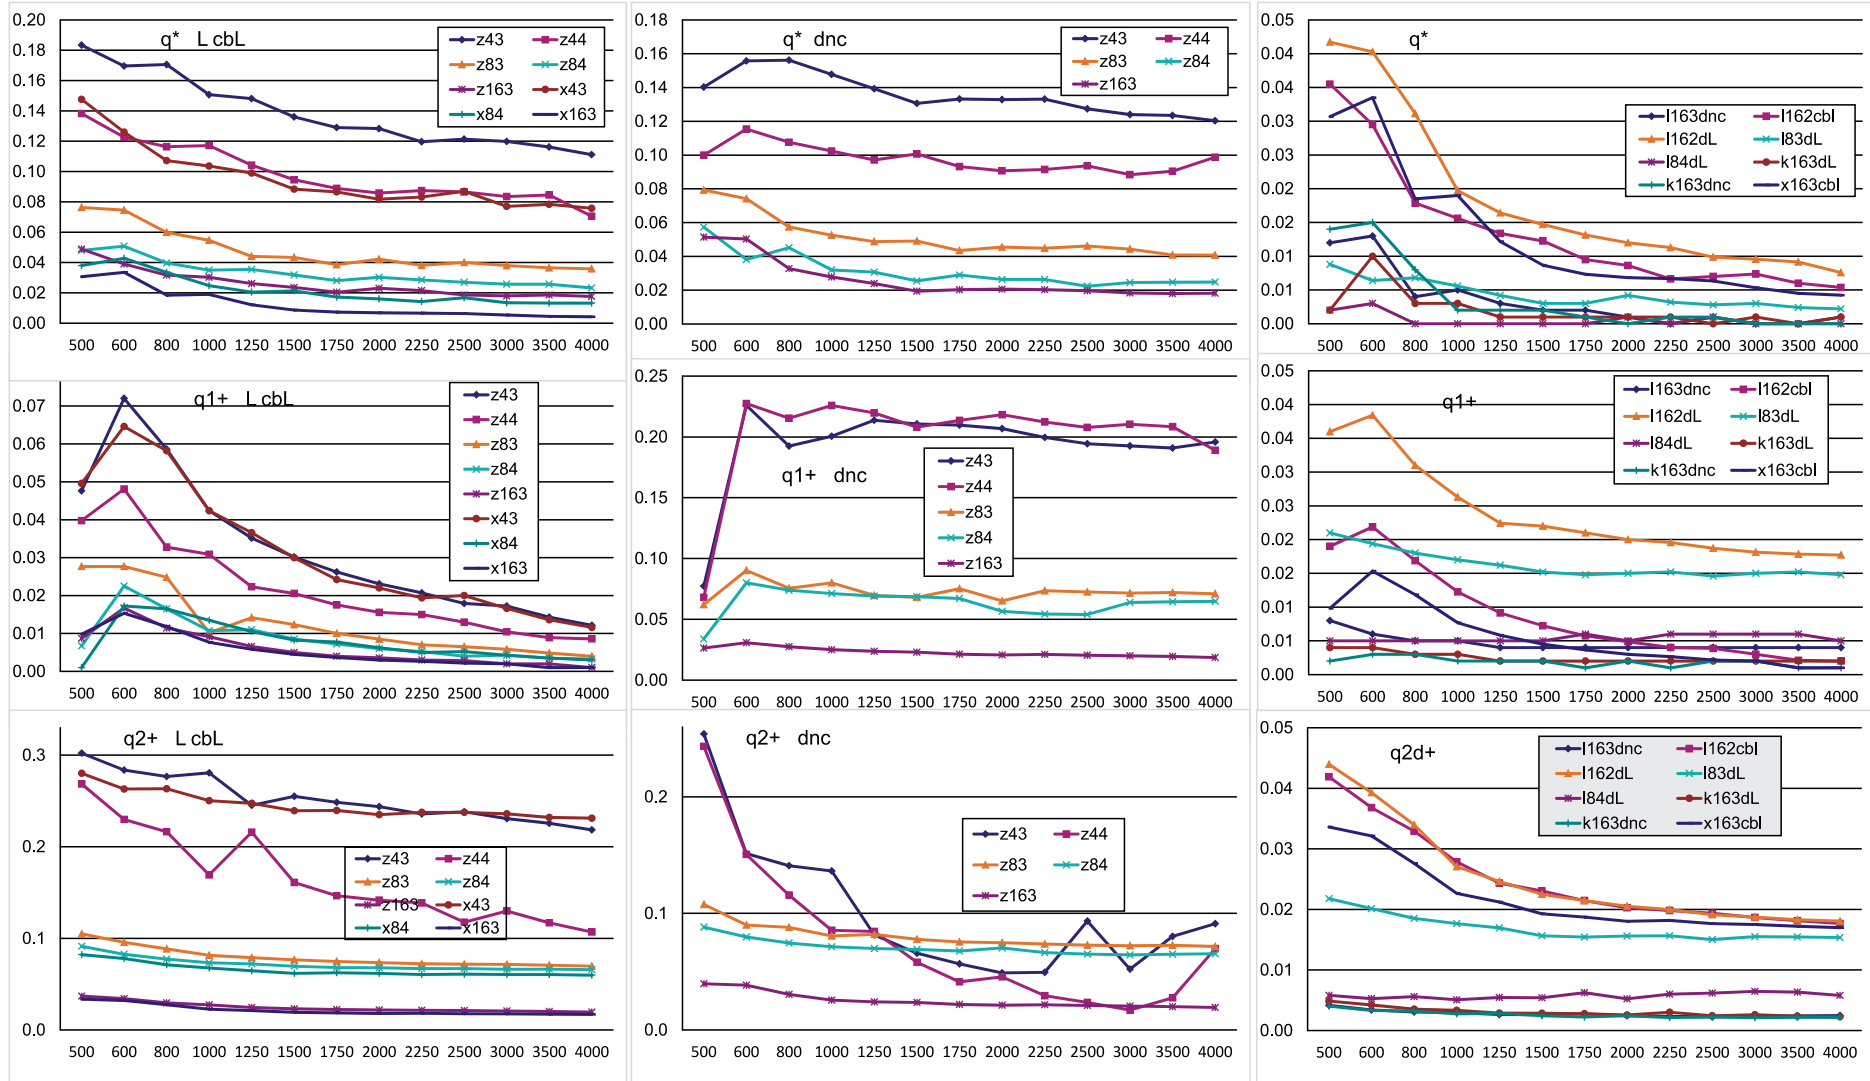 q* L cbL
z43 z44
z83 z84
z163 x43
x84 x163
0.20
0.18
0.16
0.14
0.12
0.10
0.08
0.06
0.04
0.02
0.00
500 600 800 1000 1250 1500 1750 2000 2250 2500 3000 3500 4000
q* dnc
z43 z44
z83 z84
z163
0.18
0.16
0.14
0.12
0.10
0.08
0.06
0.04
0.02
0.00
500 600 800 1000 1250 1500 1750 2000 2250 2500 3000 3500 4000
q*
l163dnc l162cbl
l162dL l83dL
l84dL k163dL
k163dnc x163cbl
0.05
0.04
0.04
0.03
0.03
0.02
0.02
0.01
0.01
0.00
500 600 800 1000 1250 1500 1750 2000 2250 2500 3000 3500 4000
q1+ L cbL
z43
z44
z83
z84
z163
x43
x84
x163
0.07
0.06
0.05
0.04
0.03
0.02
0.01
0.00
500 600 800 1000 1250 1500 1750 2000 2250 2500 3000 3500 4000
q1+ dnc
z43
z44
z83
z84
z163
0.25
0.20
0.15
0.10
0.05
0.00
500 600 800 1000 1250 1500 1750 2000 2250 2500 3000 3500 4000
q1+
l163dnc l162cbl
l162dL l83dL
l84dL k163dL
k163dnc x163cbl
0.05
0.04
0.04
0.03
0.03
0.02
0.02
0.01
0.01
0.00
500 600 800 1000 1250 1500 1750 2000 2250 2500 3000 3500 4000
q2+ L cbL
z43 z44
z83 z84
z163 x43
x84 x163
0.3
0.2
0.1
0.0
500 600 800 1000 1250 1500 1750 2000 2250 2500 3000 3500 4000
q2+ dnc
z43 z44
z83 z84
z163
0.2
0.1
0.0
500 600 800 1000 1250 1500 1750 2000 2250 2500 3000 3500 4000
q2d+
l163dnc l162cbl
l162dL l83dL
l84dL k163dL
k163dnc x163cbl
0.05
0.04
0.03
0.02
0.01
0.00
500 600 800 1000 1250 1500 1750 2000 2250 2500 3000 3500 4000